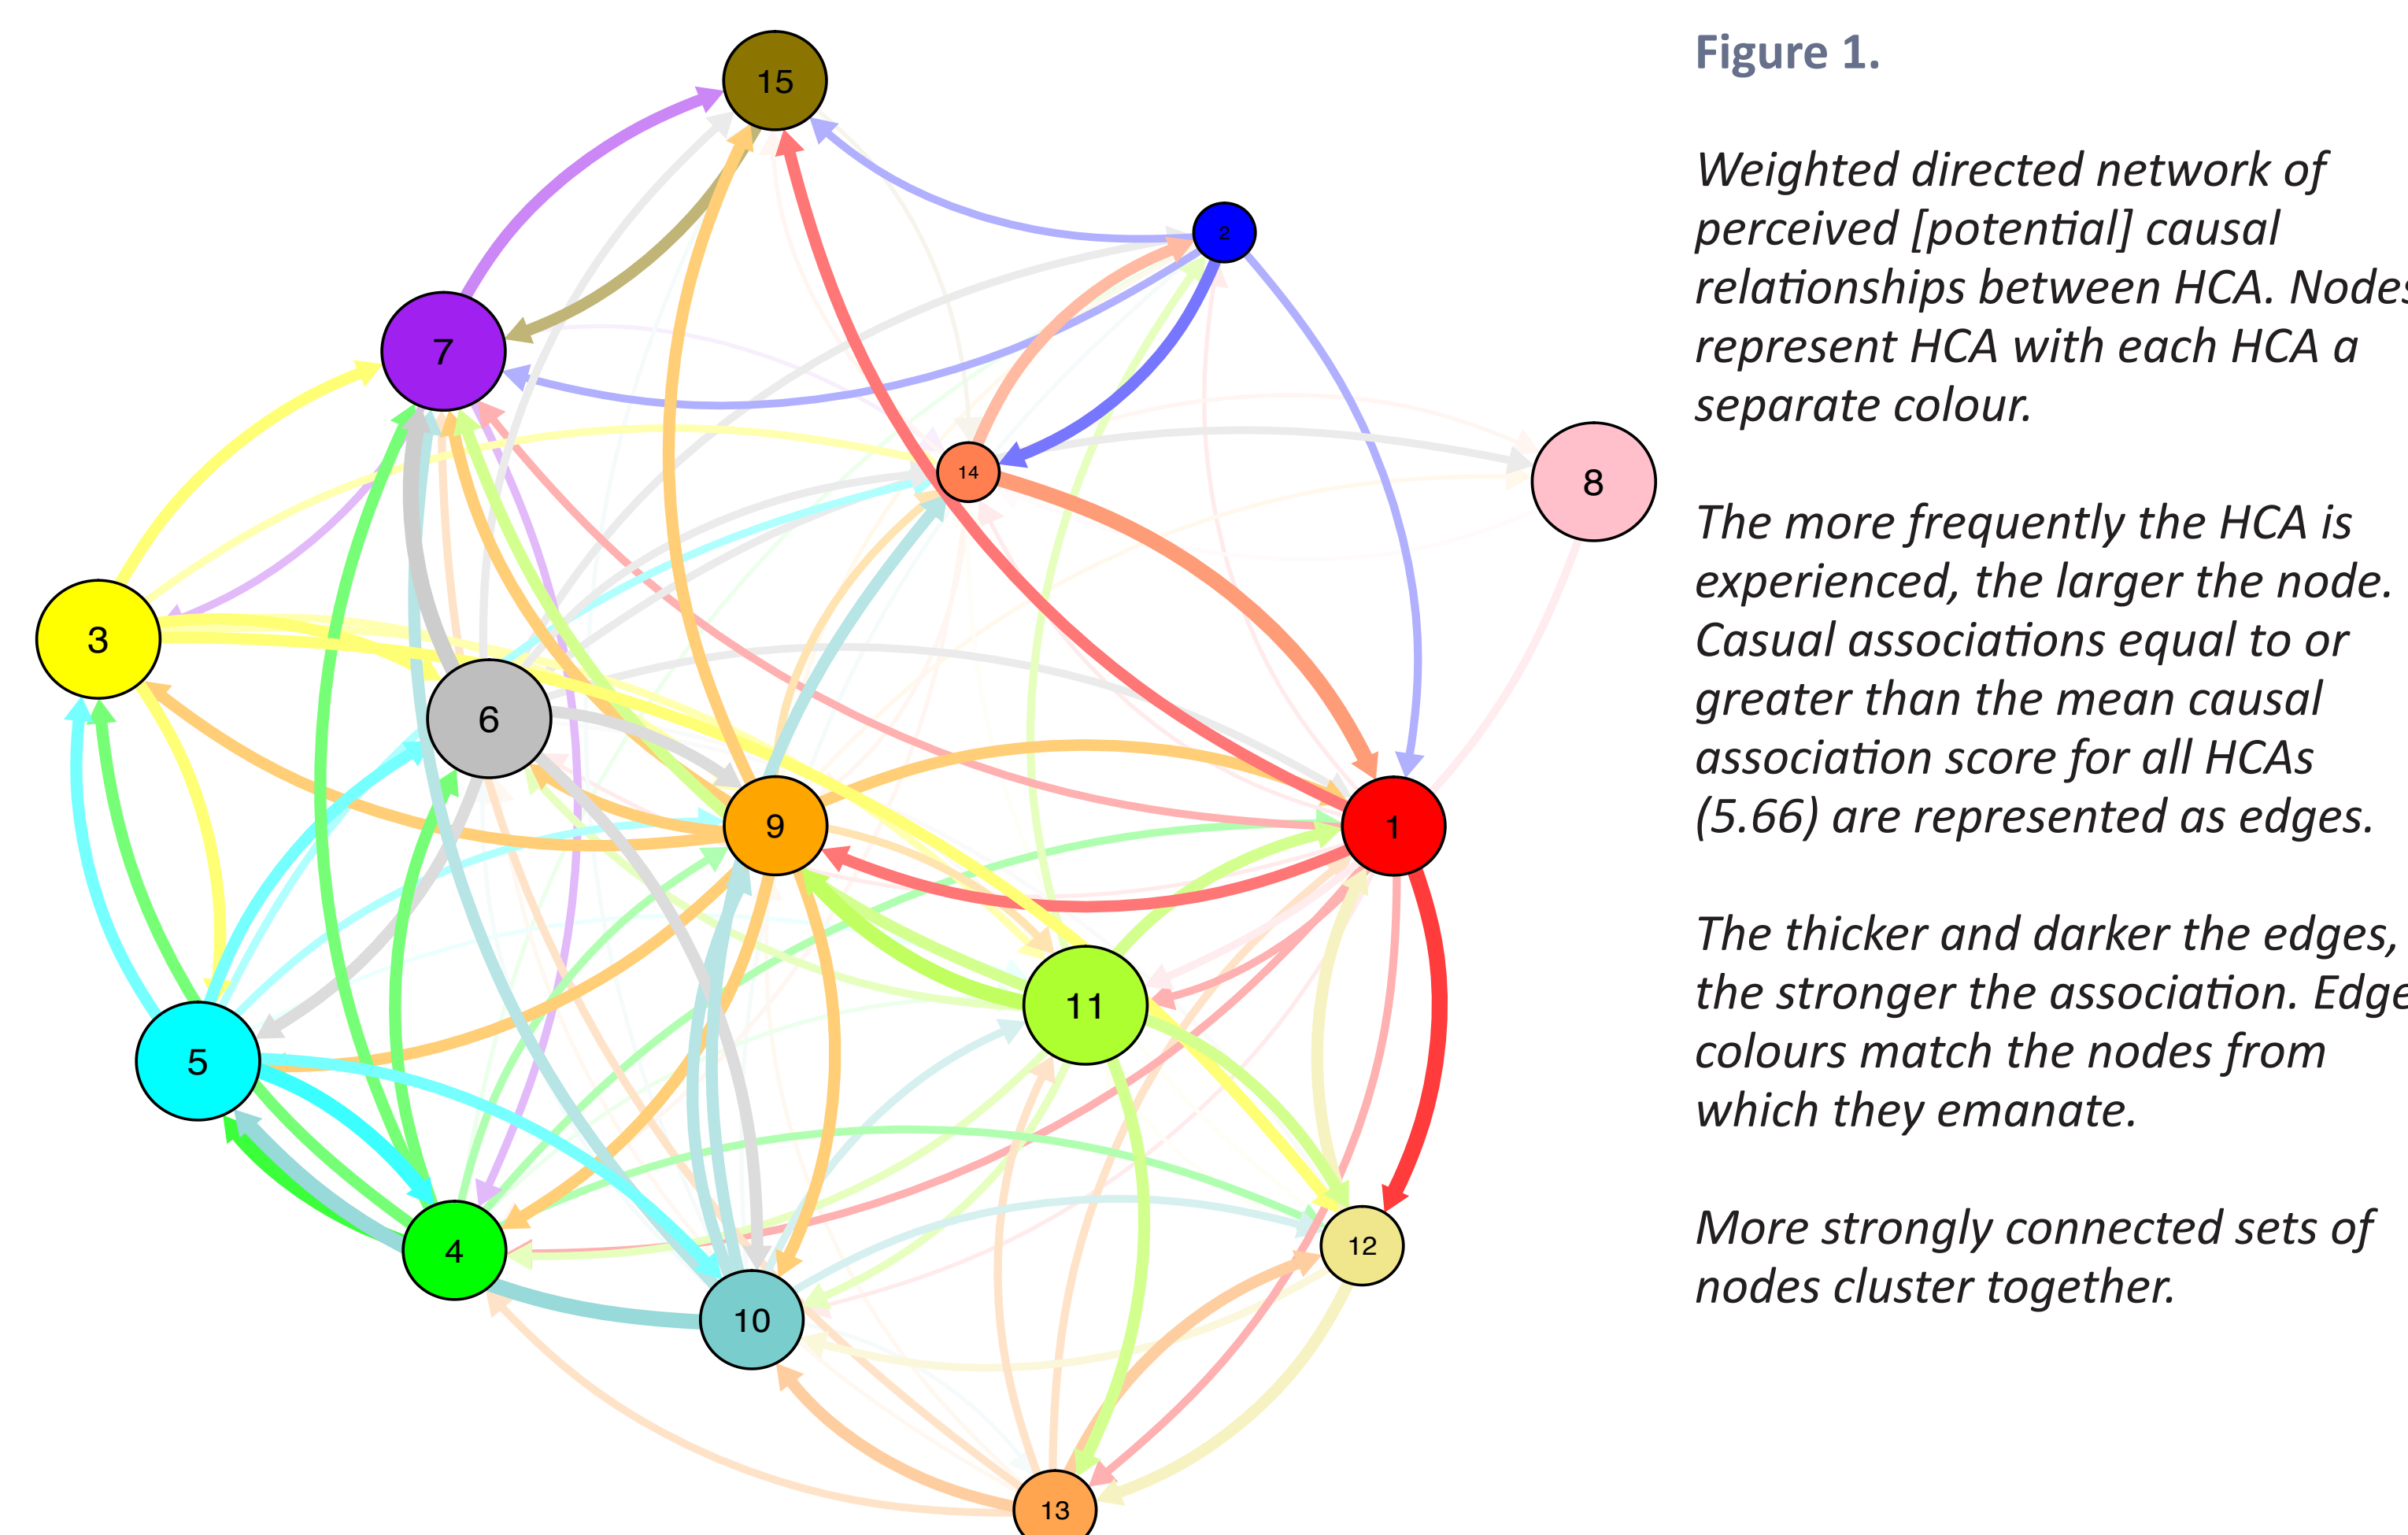 15
2
7
14
8
3
6
9
1
11
5
4
12
10
13
Figure 1.
Weighted directed network of
perceived [potential] causal
relationships between HCA. Nodes
represent HCA with each HCA a
separate colour.
The more frequently the HCA is
experienced, the larger the node.
Casual associations equal to or
greater than the mean causal
association score for all HCAs
(5.66) are represented as edges.
The thicker and darker the edges,
the stronger the association. Edge
colours match the nodes from
which they emanate.
More strongly connected sets of
nodes cluster together.